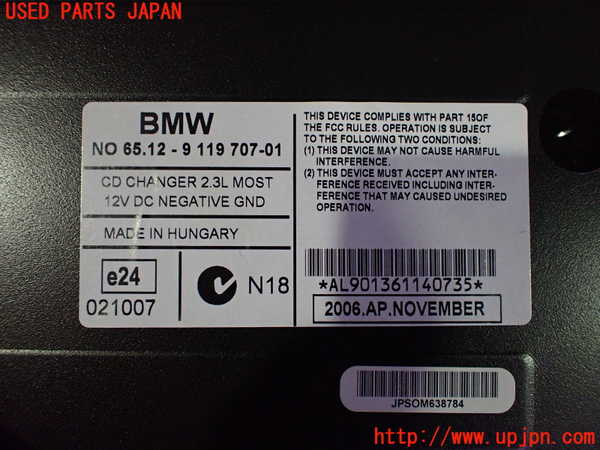 USED PARTS JAPAN
BMW
NO 65.12 - 9 119 707-01
CD CHANGER 2.3L MOST
12V DC NEGATIVE GND
MADE IN HUNGARY
e24
021007
N18
THIS DEVICE COMPLIES WITH PART 15OF
THE FCC RULES. OPERATION IS SUBJECT
TO THE FOLLOWING TWO CONDITIONS:
(1) THIS DEVICE MAY NOT CAUSE HARMFUL
INTERFERENCE.
(2) THIS DEVICE MUST ACCEPT ANY INTER-
FERENCE RECEIVED INCLUDING INTER-
FERENCE THAT MAY CAUSED UNDESIRED
OPERATION.
*AL901361140735*
2006.AP.NOVEMBER
JPSOM638784
http://www.upjpn.com/